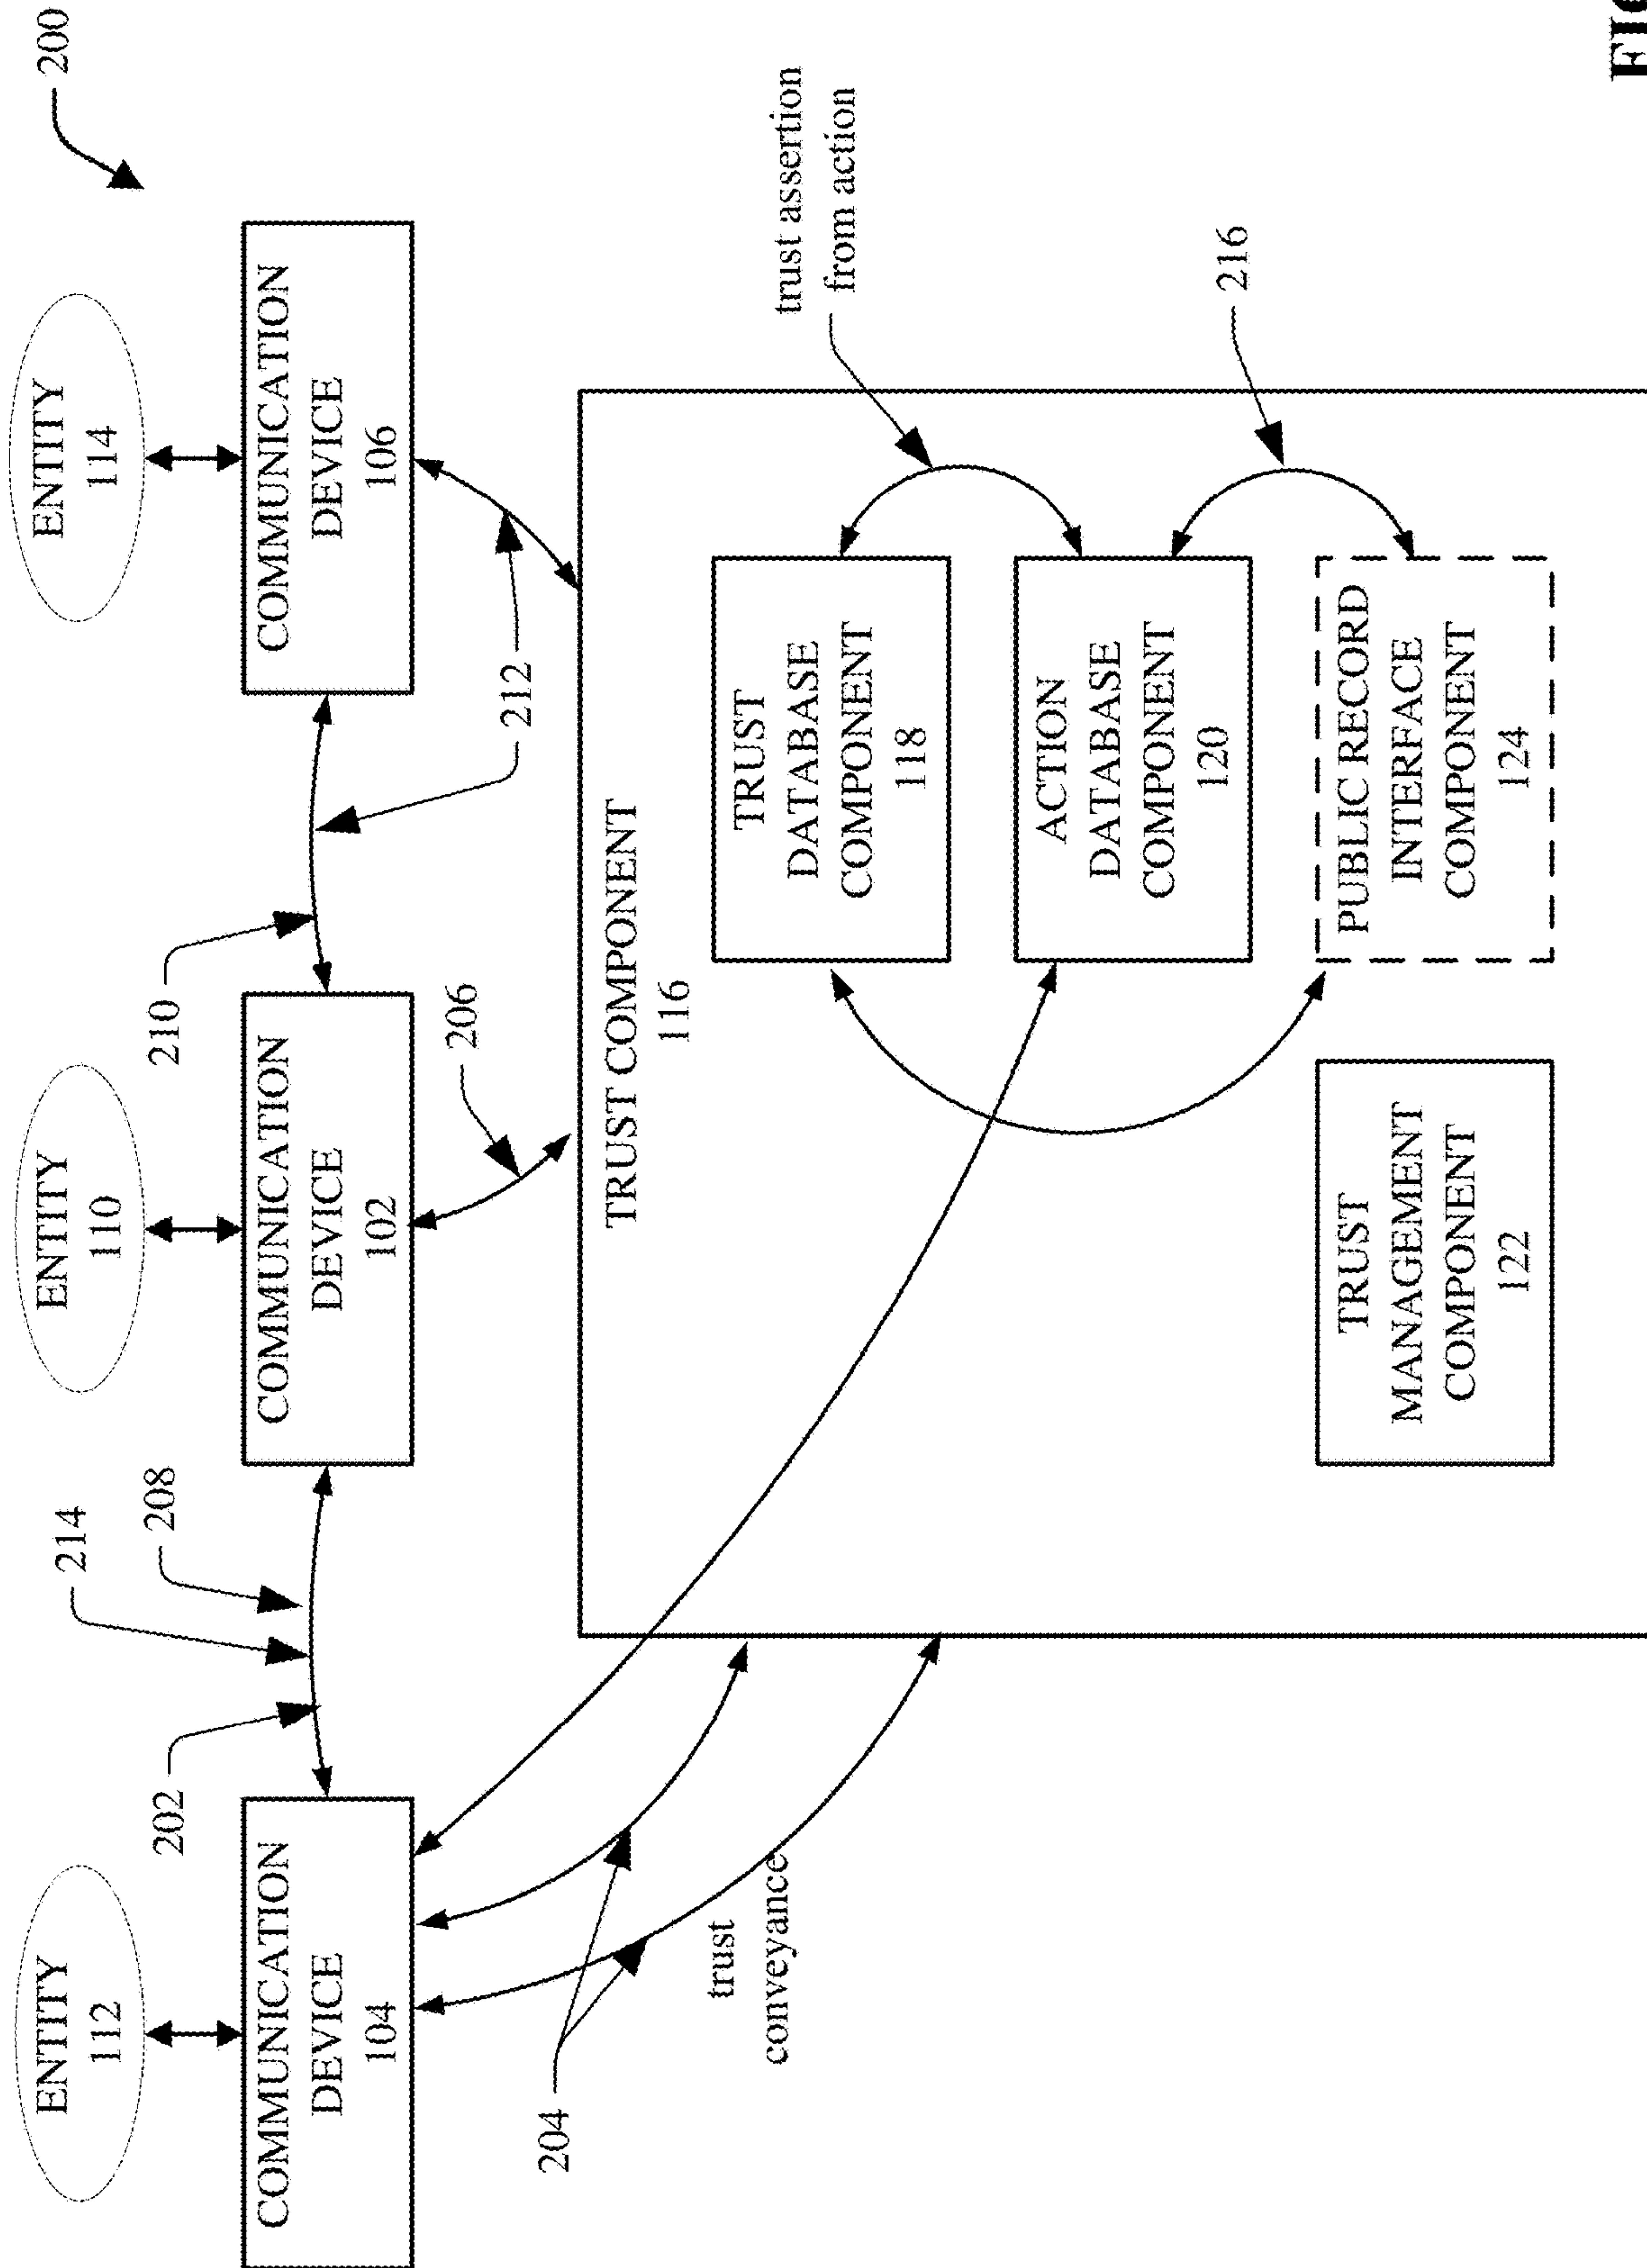 200
ENTITY
112
ENTITY
110
ENTITY
114
214
208
202
210
COMMUNICATION
DEVICE
104
COMMUNICATION
DEVICE
102
COMMUNICATION
DEVICE
106
206
212
204
trust
conveyance
TRUST COMPONENT
116
trust assertion
from action
TRUST
DATABASE
COMPONENT
118
ACTION
DATABASE
COMPONENT
120
216
TRUST
MANAGEMENT
COMPONENT
122
PUBLIC RECORD
INTERFACE
COMPONENT
124